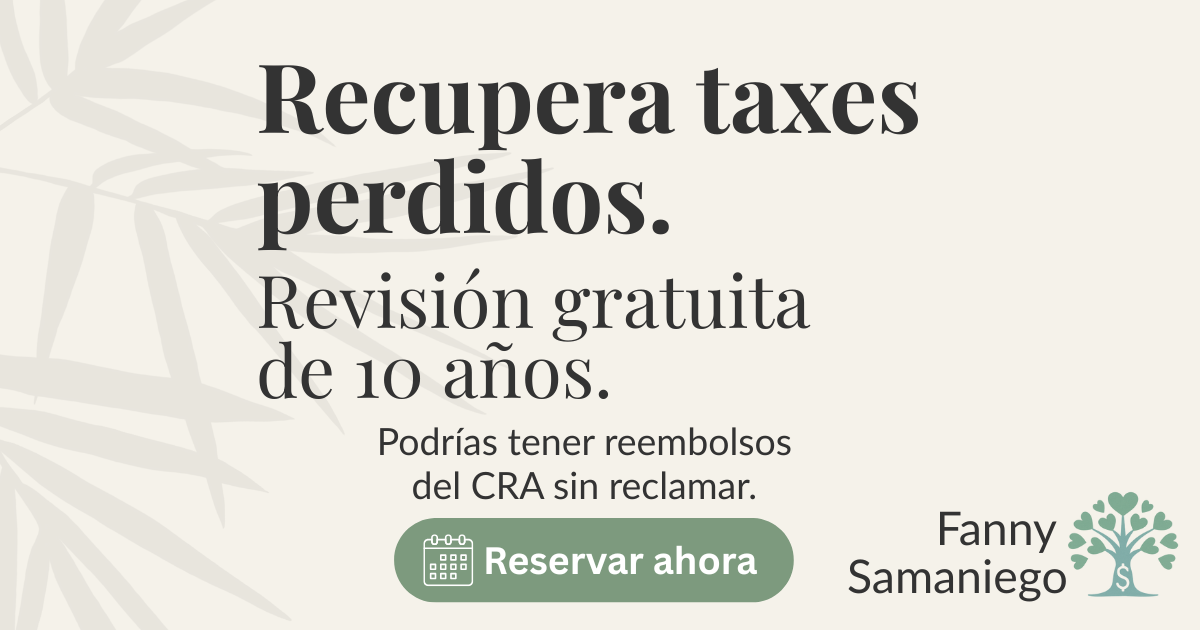 Recupera taxes
perdidos.
Revisión gratuita
de 10 años.
Podrías tener reembolsos
del CRA sin reclamar.
Reservar ahora
Fanny
Samaniego
$